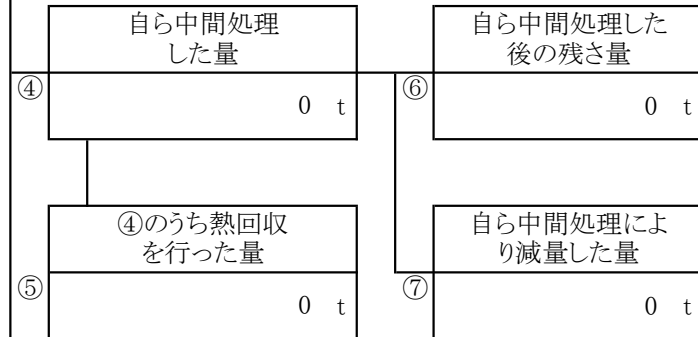 自ら中間処理
した量
④
0 t
自ら中間処理した
後の残さ量
⑥
0 t
④のうち熱回収
を行った量
⑤
0 t
自ら中間処理によ
り減量した量
⑦
0 t